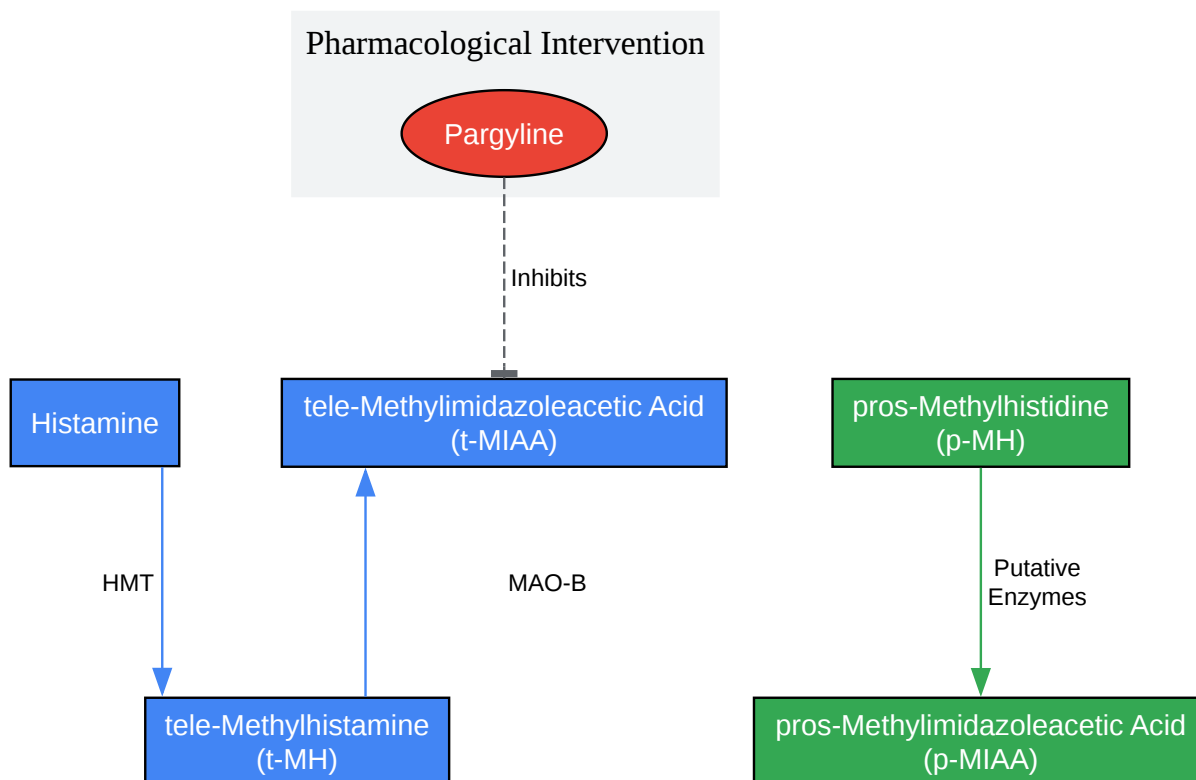 Pharmacological Intervention
Pargyline
Inhibits
Histamine
tele-Methylimidazoleacetic Acid
(t-MIAA)
pros-Methylhistidine
(p-MH)
HMT
MAO-B
Putative
Enzymes
tele-Methylhistamine
(t-MH)
pros-Methylimidazoleacetic Acid
(p-MIAA)